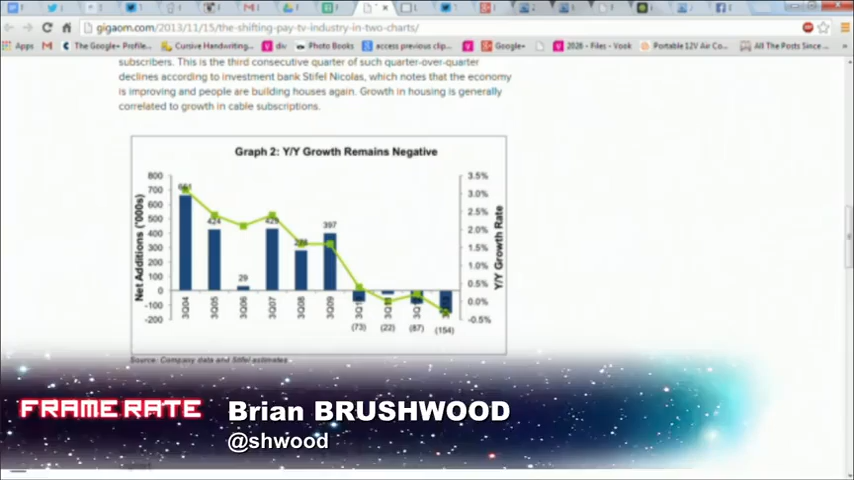 gigaom.com/2013/11/15/the-shifting-pay-tv-industry-in-two-charts/
Apps The Google+ Profile... Cursive Handwriting... div Photo Books access previous clip... Google+ 2028 - Files - Vook Portable 12V Air Co... All The Posts Seri...
subscribers. This is the third consecutive quarter of such quarter-over-quarter
declines according to investment bank Stifel Nicolas, which notes that the economy
is improving and people are building houses again. Growth in housing is generally
correlated to growth in cable subscriptions.
Graph 2: Y/Y Growth Remains Negative
Net Additions ('000s)
800
700
600
500
400
300
200
100
0
-100
-200
424
29
429
397
3Q04
3Q05
3Q06
3Q07
3Q08
3Q09
(73)
(22)
(87)
(154)
3.5%
3.0%
2.5%
2.0%
1.5%
1.0%
0.5%
0.0%
-0.5%
Y/Y Growth Rate
Source: Company data and Stifel estimates
FRAME RATE
Brian BRUSHWOOD
@shwood